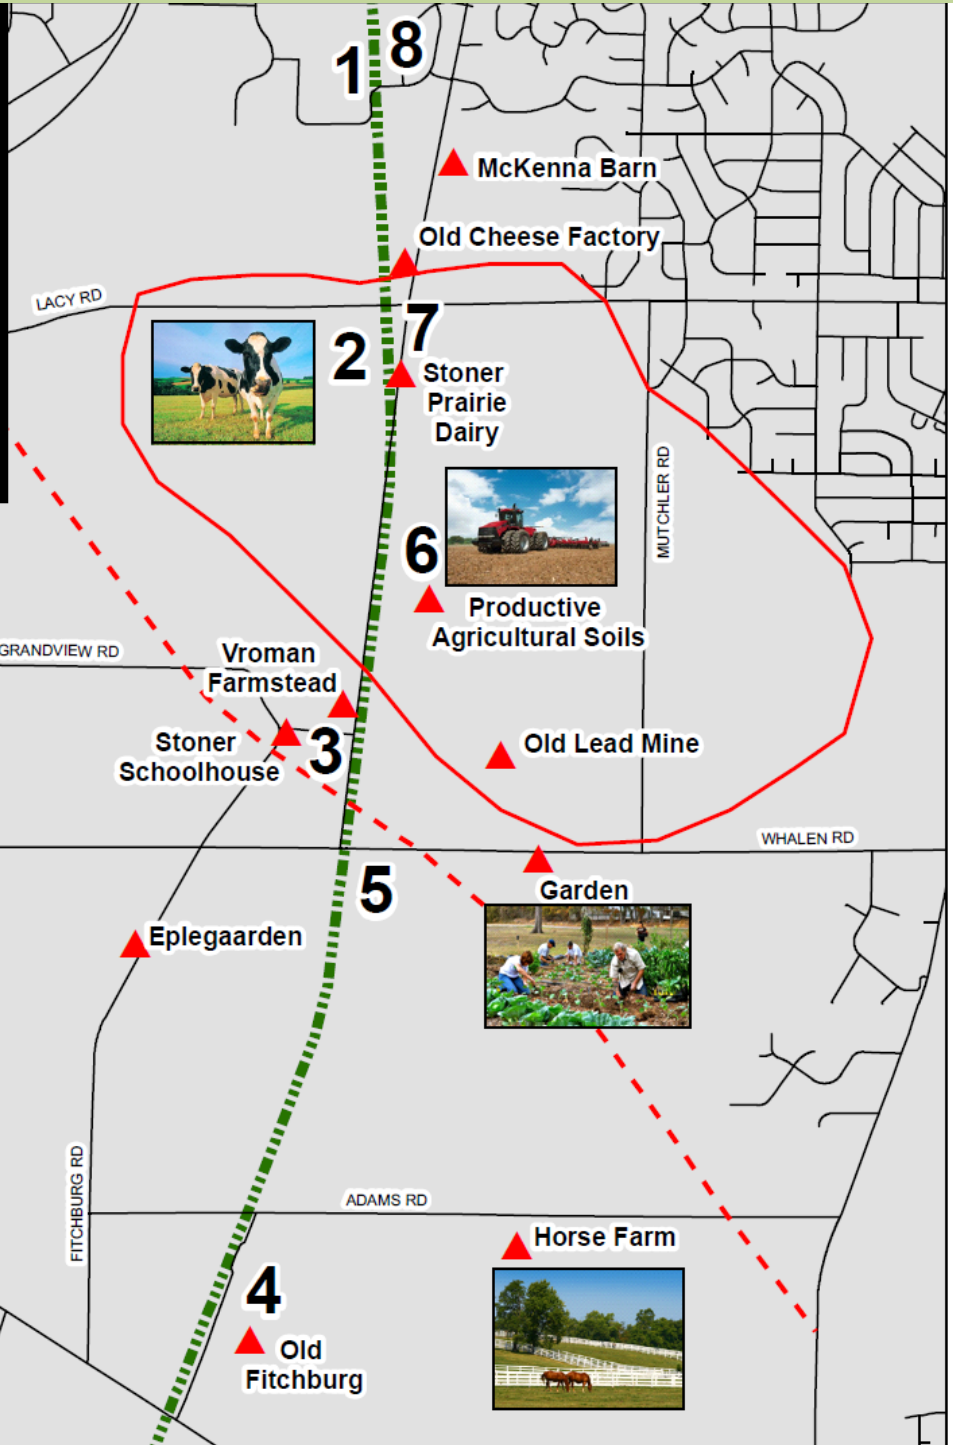 1
8
McKenna Barn
Old Cheese Factory
LACY RD
7
2
Stoner
Prairie
Dairy
MUTCHLER RD
6
Productive
Agricultural Soils
GRANDVIEW RD
Vroman
Farmstead
Stoner
Schoolhouse
3
Old Lead Mine
WHALEN RD
5
Garden
Eplegaarden
FITCHBURG RD
ADAMS RD
Horse Farm
4
Old
Fitchburg